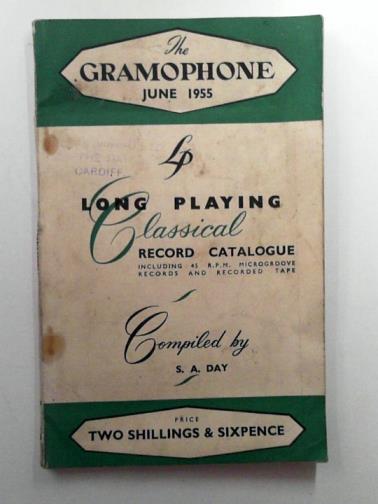 The
GRAMOPHONE
JUNE 1955
CARDIFF
LP
LONG PLAYING
Classical
RECORD CATALOGUE
INCLUDING 45 R.P.M. MICROGROOVE
RECORDS AND RECORDED TAPE
Compiled by
S. A. DAY
PRICE
TWO SHILLINGS & SIXPENCE